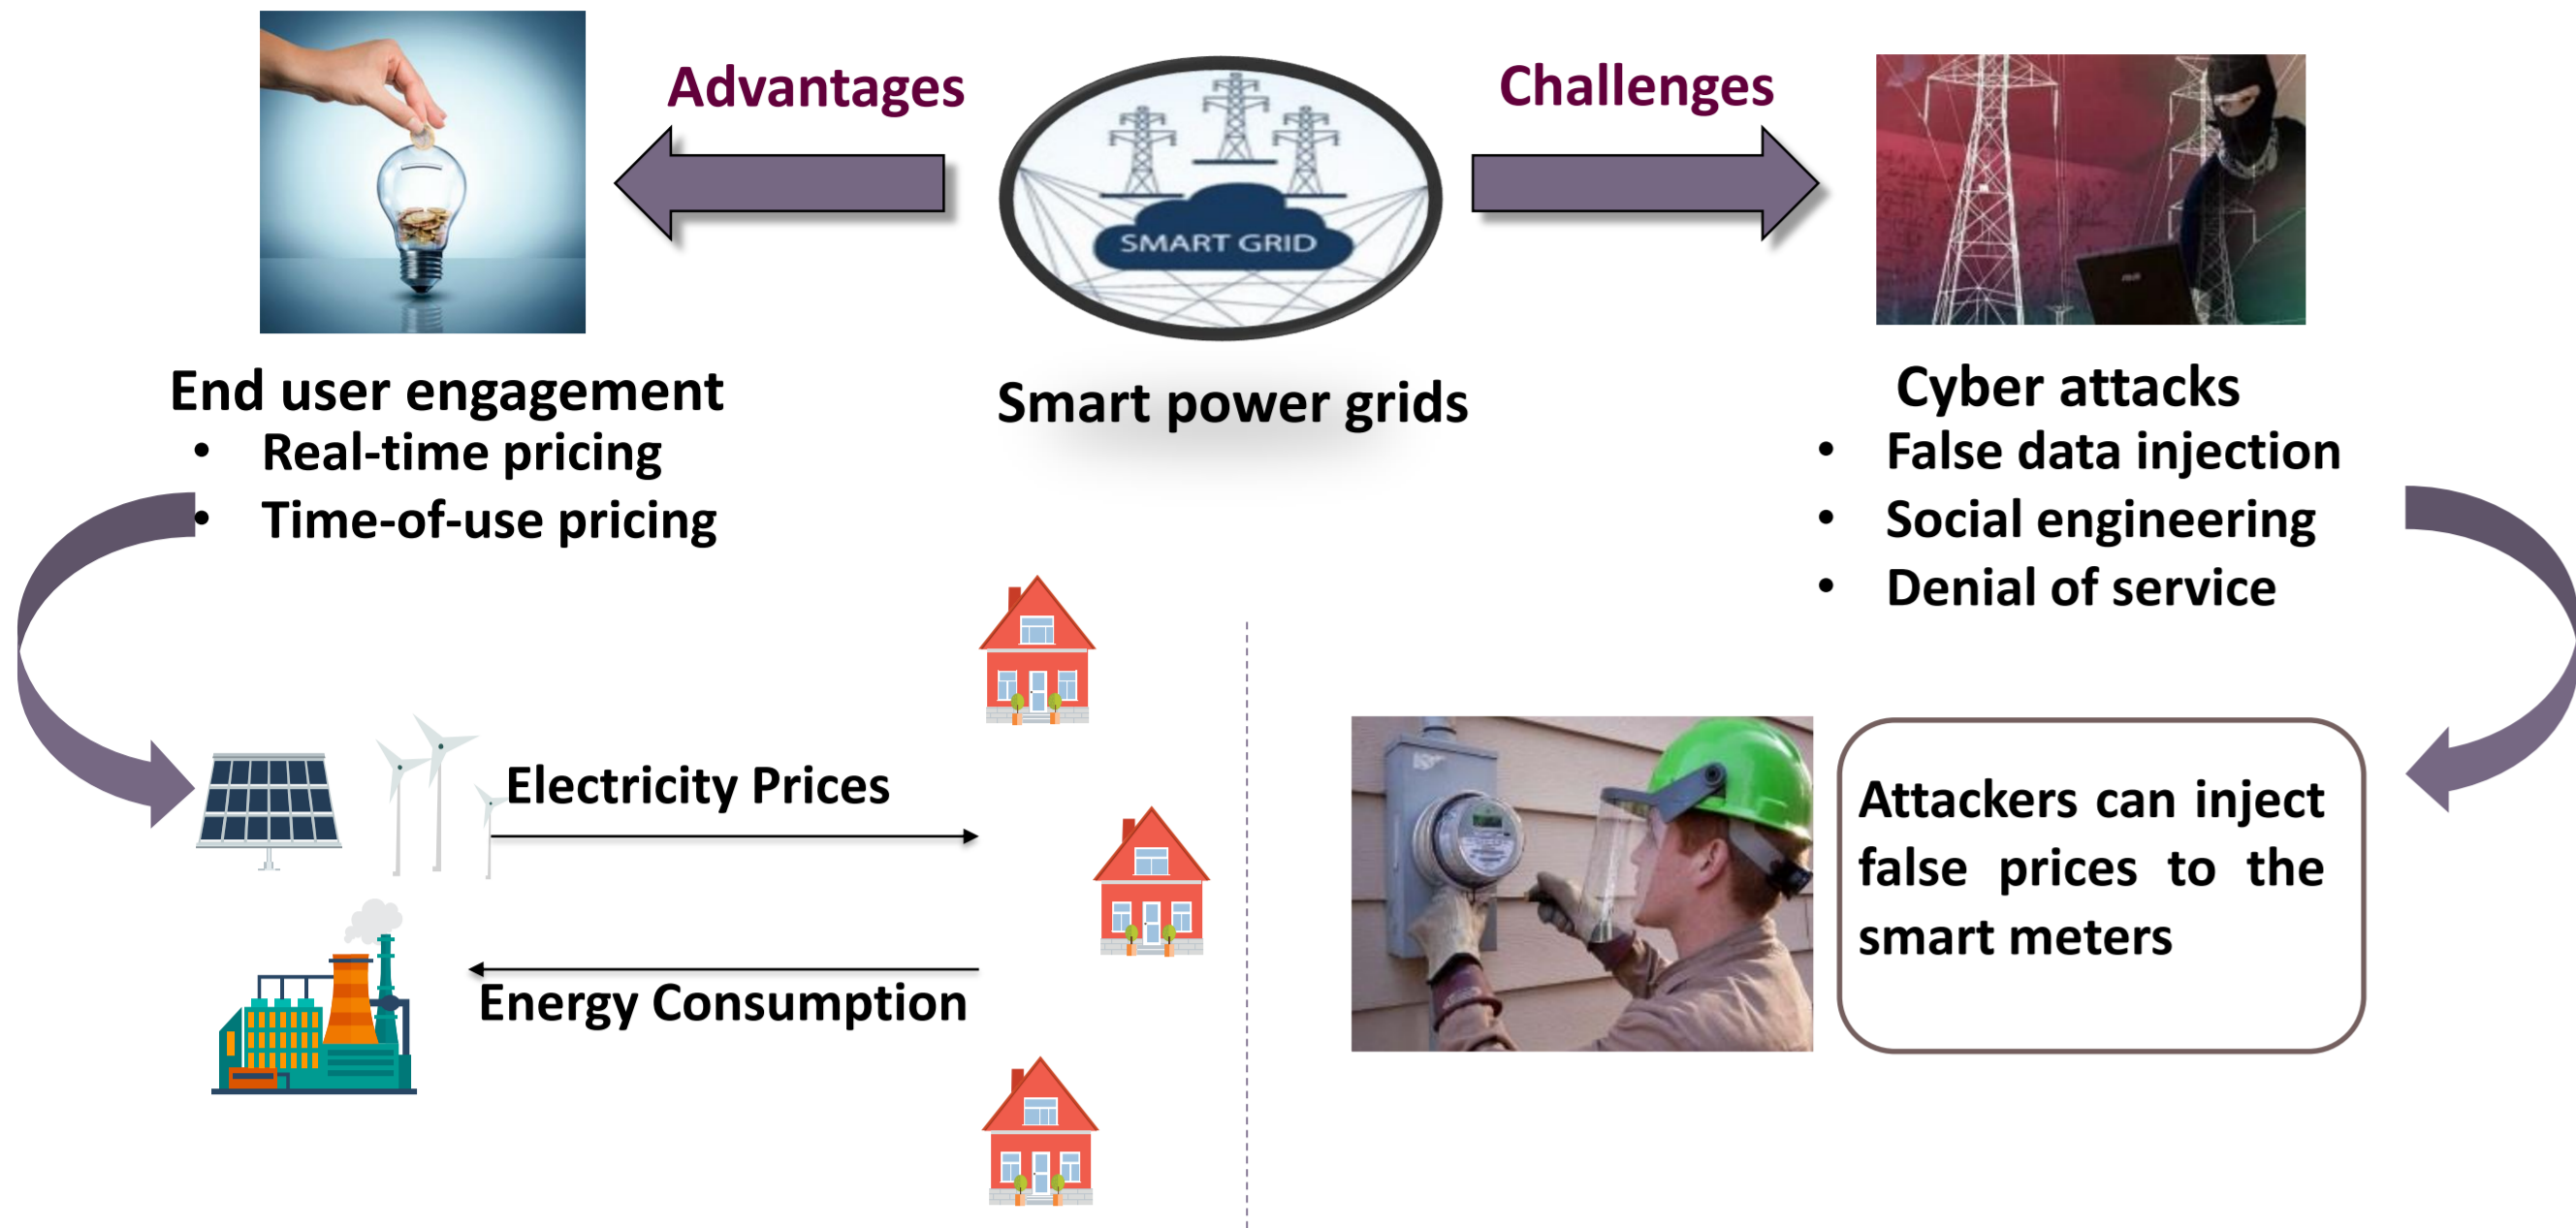 Advantages
SMART GRID
Challenges
ASUS
End user engagement
• Real-time pricing
• Time-of-use pricing
Smart power grids
Cyber attacks
• False data injection
• Social engineering
• Denial of service
Electricity Prices
Energy Consumption
Attackers can inject
false prices to the
smart meters